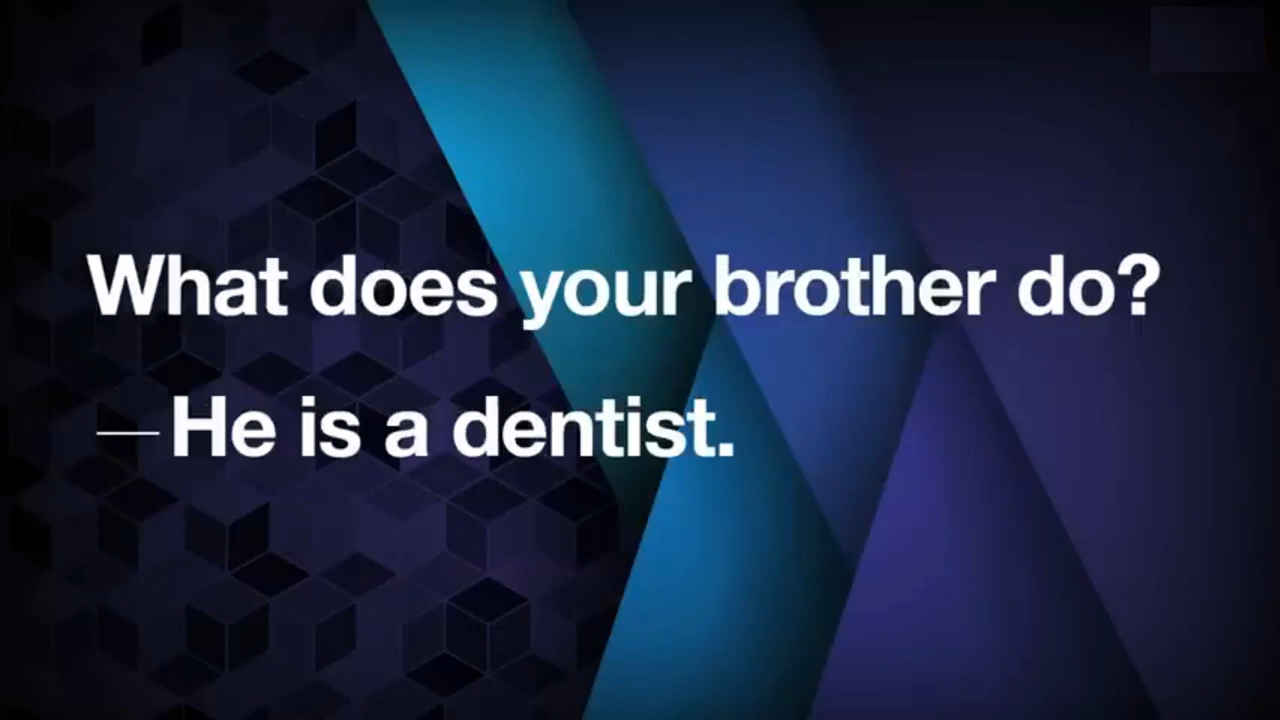 What does your brother do?
— He is a dentist.